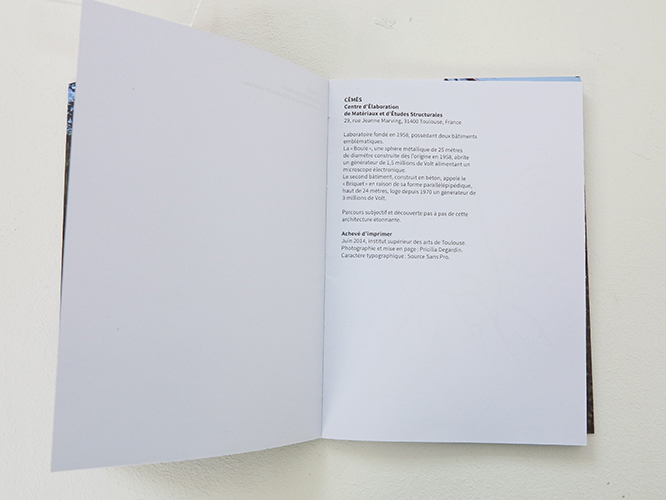 CÉMÈS
Centre d'Élaboration
de Matériaux et d'Études Structurales
29, rue Jeanne Marving, 31400 Toulouse, France
Laboratoire fondé en 1958, possédant deux bâtiments
emblématiques.
La « Boule », une sphère métallique de 25 mètres
de diamètre construite dès l'origine en 1958, abrite
un générateur de 1,5 millions de Volt alimentant un
microscope électronique.
Le second bâtiment, construit en béton, appelé le
« Briquet » en raison de sa forme parallélépipédique,
haut de 24 mètres, loge depuis 1970 un générateur de
3 millions de Volt.
Parcours subjectif et découverte pas à pas de cette
architecture étonnante.
Achevé d'imprimer
Juin 2014, institut supérieur des arts de Toulouse.
Photographie et mise en page : Pricilia Degardin.
Caractère typographique : Source Sans Pro.